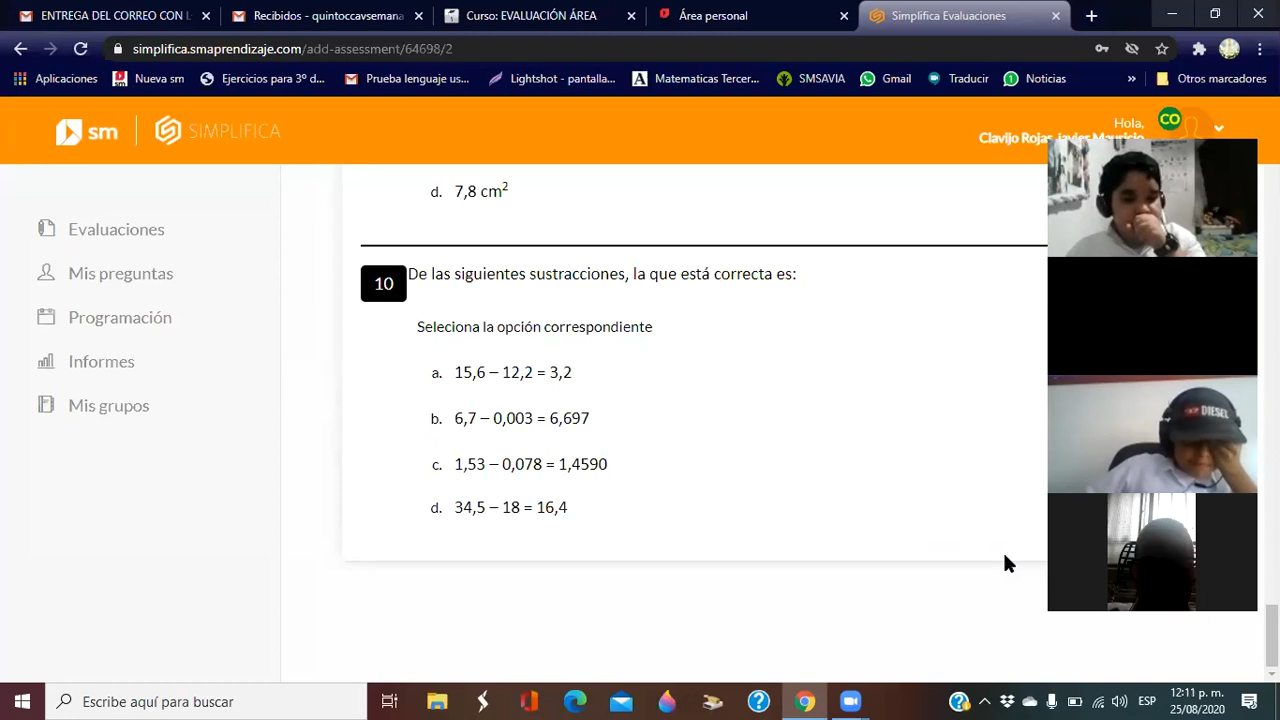 ENTREGA DEL CORREO CON L
Recibidos - quintoccavsemana
Curso: EVALUACIÓN ÁREA
Área personal
Simplifica Evaluaciones
simplifica.smaprendizaje.com/add-assessment/64698/2
Aplicaciones
Nueva sm
Ejercicios para 3º d...
Prueba lenguaje us...
Lightshot - pantalla...
Matematicas Tercer...
SMSAVIA
Gmail
Traducir
Noticias
Otros marcadores
sm
SIMPLIFICA
Hola,
CO
Clavijo Rojas, javier Mauricio
Evaluaciones
Mis preguntas
Programación
Informes
Mis grupos
d. 7,8 cm²
10 De las siguientes sustracciones, la que está correcta es:
Seleciona la opción correspondiente
a. 15,6 – 12,2 = 3,2
b. 6,7 – 0,003 = 6,697
c. 1,53 – 0,078 = 1,4590
d. 34,5 – 18 = 16,4
DIESEL
Escribe aquí para buscar
ESP
12:11 p. m.
25/08/2020